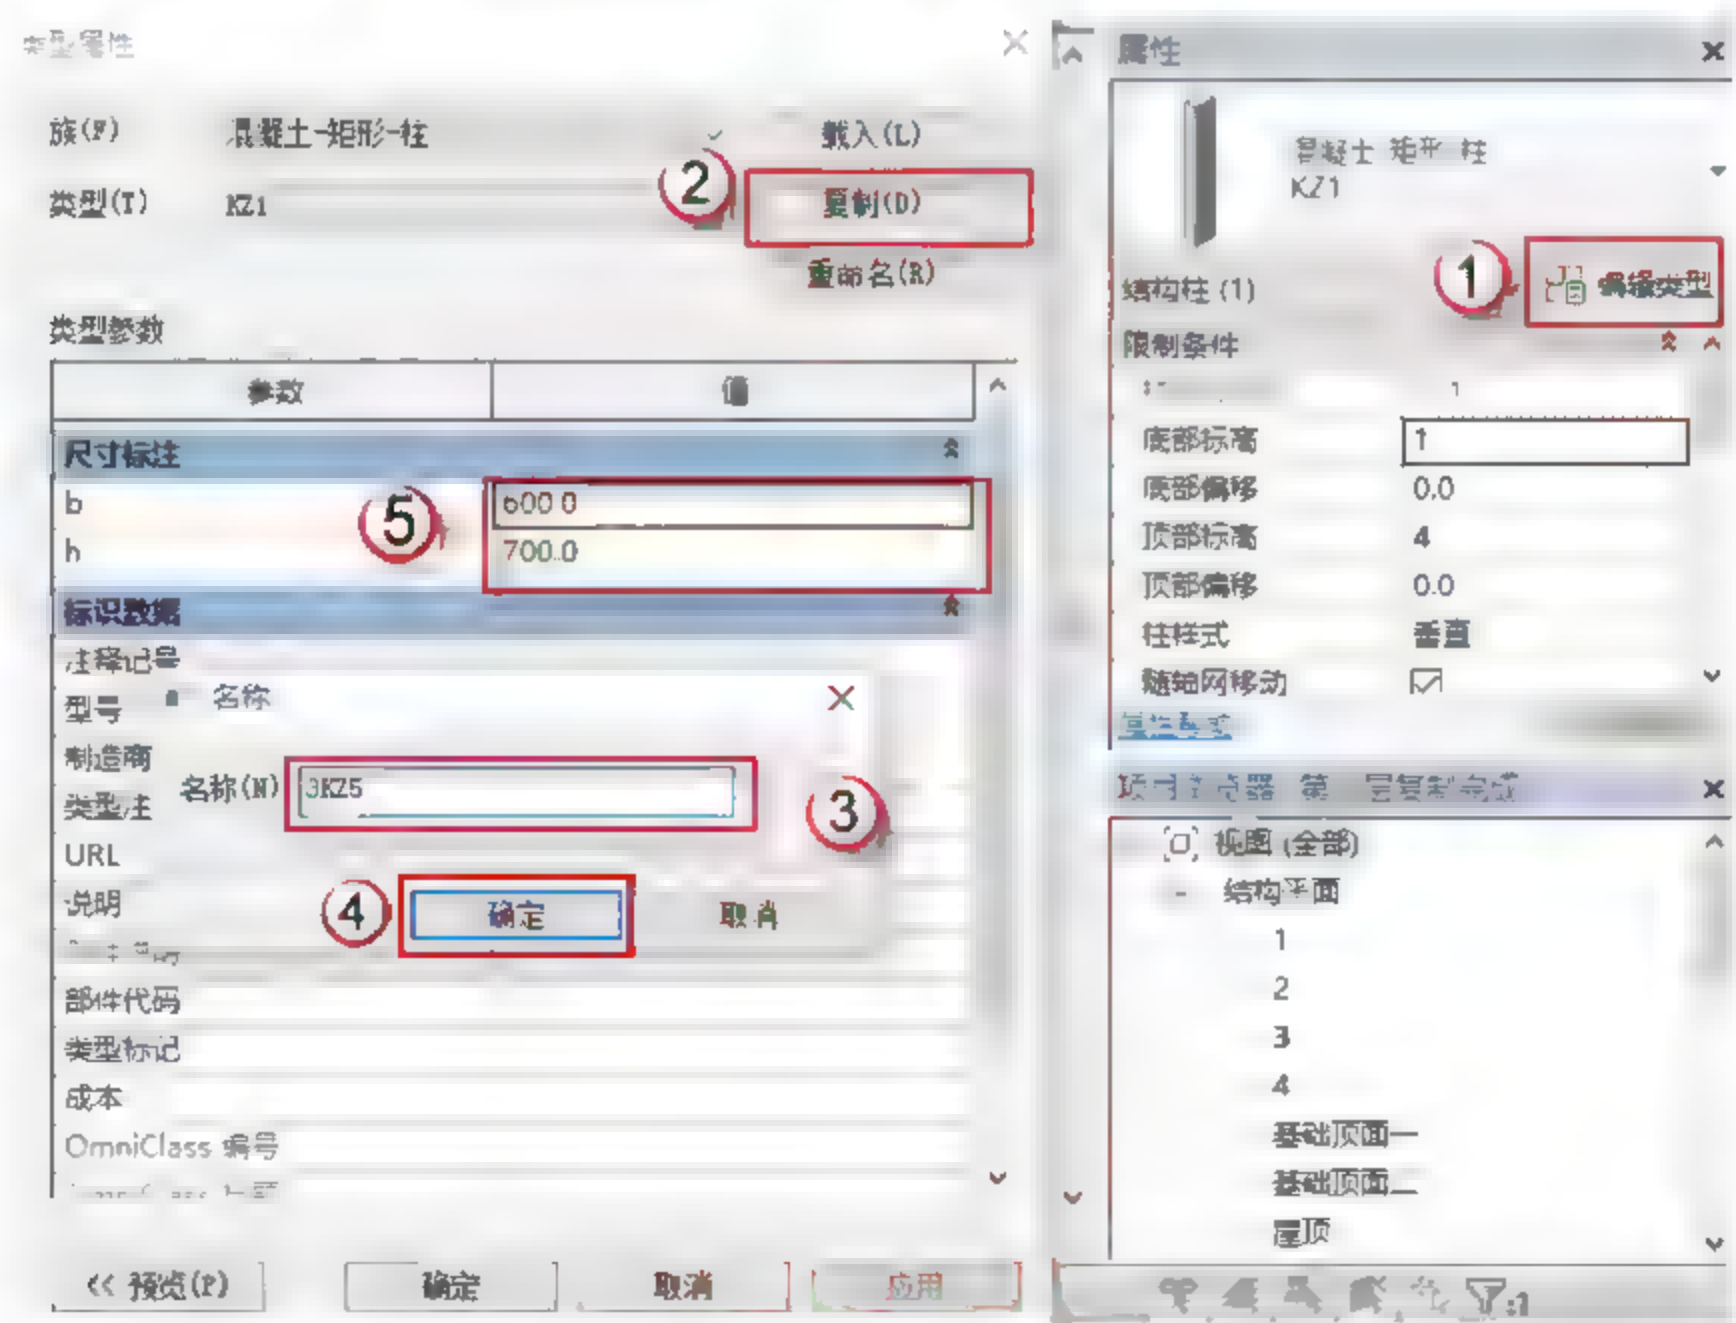 类型属性
族(F) 混凝土-矩形-柱 载入(L)
类型(T) KZ1 ② 复制(D)
重命名(R)
类型参数
参数 值
尺寸标注
b 600.0
⑤
h 700.0
标识数据
注释记号
型号
名称
制造商
名称(N) 3KZ5 ③
类型注
URL
说明
④ 确定 取消
部件代码
类型标记
成本
OmniClass 编号
<< 预览(P) 确定 取消 应用
属性
混凝土 矩形 柱
KZ1
结构柱 (1) ① 编辑类型
限制条件
底部标高 1
底部偏移 0.0
顶部标高 4
顶部偏移 0.0
柱样式 垂直
随轴网移动
视图 (全部)
结构平面
1
2
3
4
基础顶面一
基础顶面二
屋顶
:1